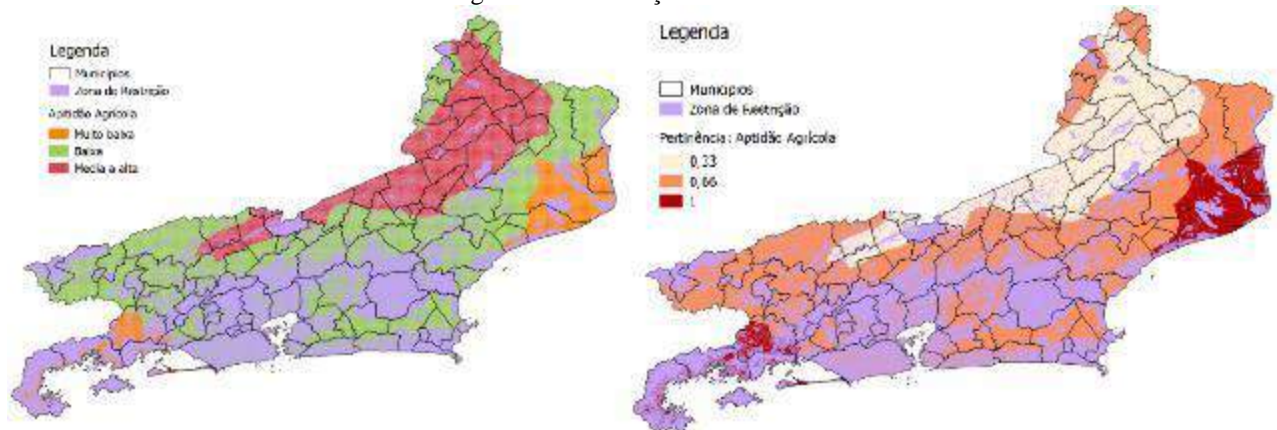 Legenda
Municípios
Zona de Restrição
Aptidão Agrícola
Muito baixa
Baixa
Media a alta
Legenda
Municípios
Zona de Restrição
Pertinência: Aptidão Agrícola
0,33
0,66
1